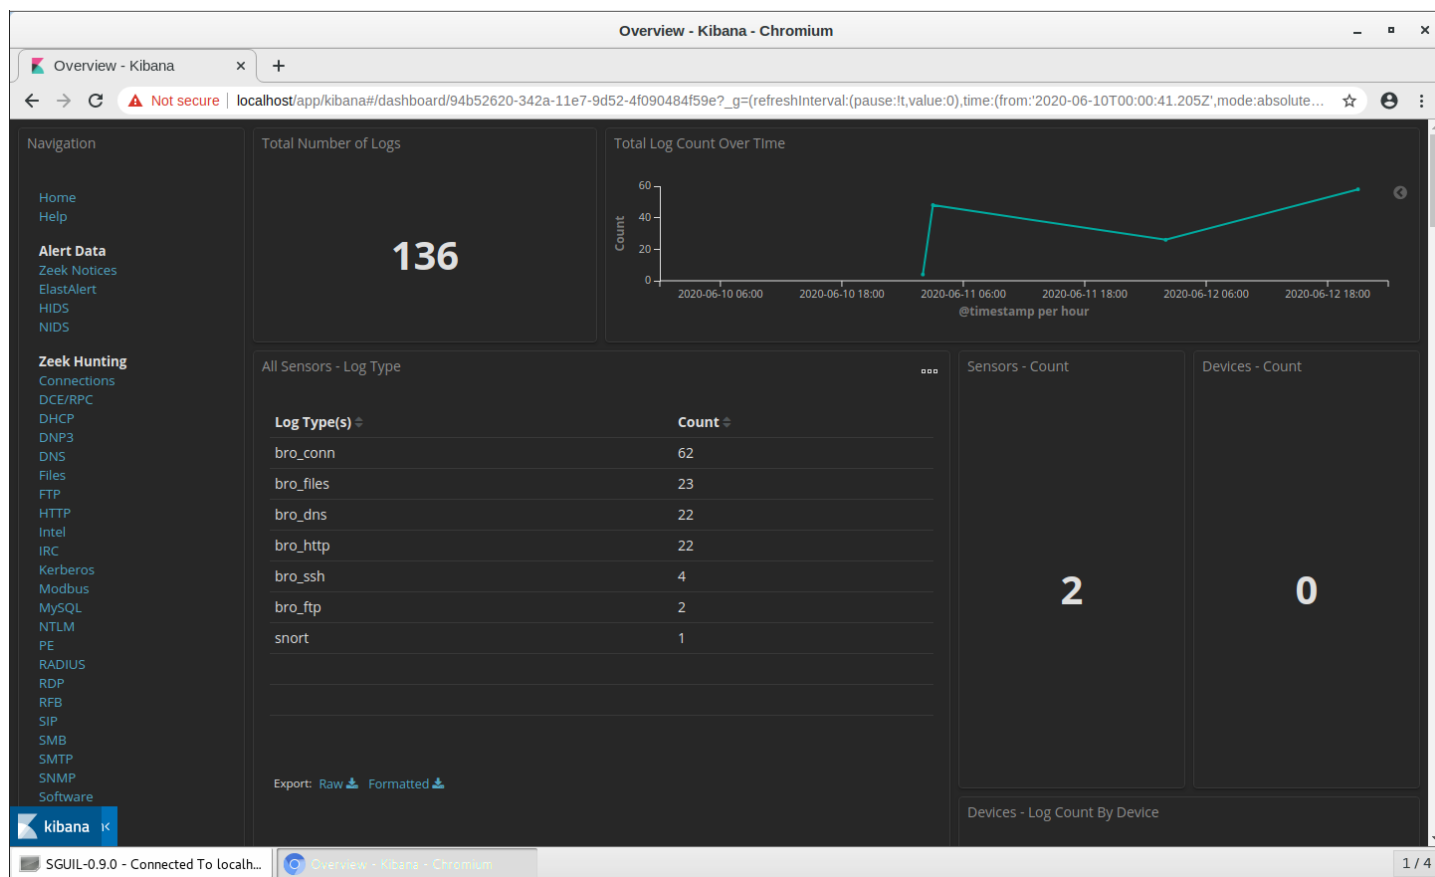 Overview - Kibana - Chromium
Overview - Kibana
Not secure | localhost/app/kibana#/dashboard/94b52620-342a-11e7-9d52-4f090484f59e?_g=(refreshInterval:(pause:!t,value:0),time:(from:'2020-06-10T00:00:41.205Z',mode:absolute...
Navigation
Home
Help
Alert Data
Zeek Notices
ElastAlert
HIDS
NIDS
Zeek Hunting
Connections
DCE/RPC
DHCP
DNP3
DNS
Files
FTP
HTTP
Intel
IRC
Kerberos
Modbus
MySQL
NTLM
PE
RADIUS
RDP
RFB
SIP
SMB
SMTP
SNMP
Software
kibana
Total Number of Logs
136
Total Log Count Over TIme
Count
60
40
20
0
2020-06-10 06:00 2020-06-10 18:00 2020-06-11 06:00 2020-06-11 18:00 2020-06-12 06:00 2020-06-12 18:00
@timestamp per hour
All Sensors - Log Type
Log Type(s) Count
bro_conn 62
bro_files 23
bro_dns 22
bro_http 22
bro_ssh 4
bro_ftp 2
snort 1
Export: Raw Formatted
Sensors - Count
2
Devices - Count
0
Devices - Log Count By Device
SGUIL-0.9.0 - Connected To localh...
Overview - Kibana - Chromium
1 / 4